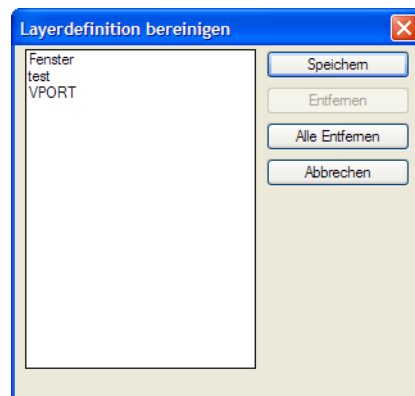 Layerdefinition bereinigen
Fenster
test
VPORT
Speichern
Entfernen
Alle Entfernen
Abbrechen